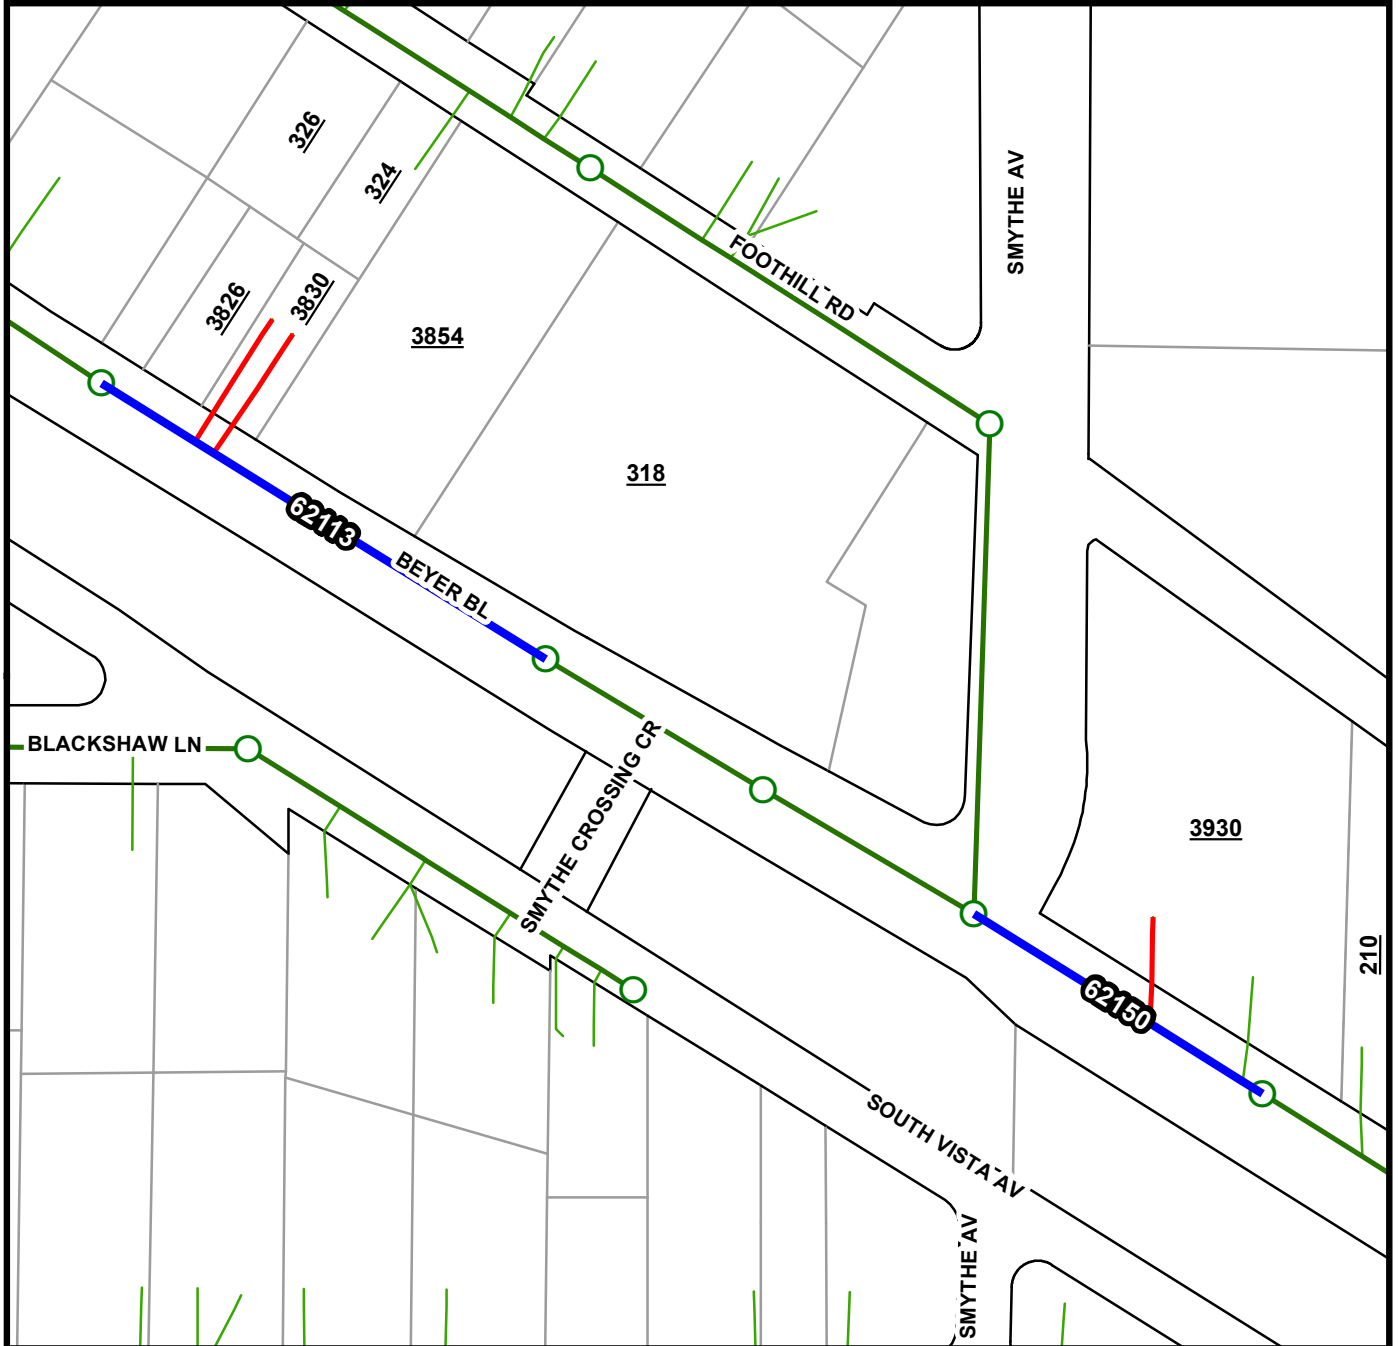 326
324
SMYTHE AV
FOOTHILL RD
3826
3830
3854
318
62113
BEYER BL
BLACKSHAW LN
SMYTHE CROSSING CR
3930
210
62150
SOUTH VISTA AV
SMYTHE AV